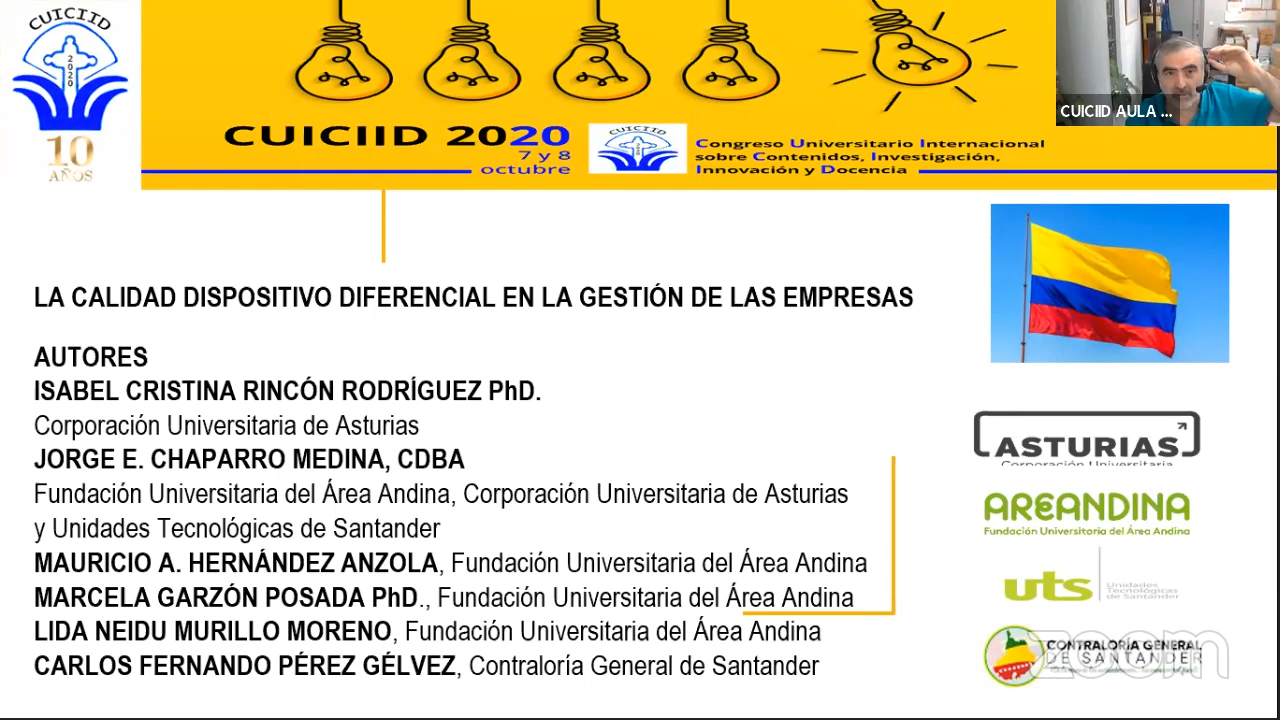 CUICIID
2020
10
AÑOS
CUICIID 2020
7 y 8
octubre
CUICIID
Congreso Universitario Internacional
sobre Contenidos, Investigación,
Innovación y Docencia
CUICIID AULA ...
LA CALIDAD DISPOSITIVO DIFERENCIAL EN LA GESTIÓN DE LAS EMPRESAS
AUTORES
ISABEL CRISTINA RINCÓN RODRÍGUEZ PhD.
Corporación Universitaria de Asturias
JORGE E. CHAPARRO MEDINA, CDBA
Fundación Universitaria del Área Andina, Corporación Universitaria de Asturias
y Unidades Tecnológicas de Santander
MAURICIO A. HERNÁNDEZ ANZOLA, Fundación Universitaria del Área Andina
MARCELA GARZÓN POSADA PhD., Fundación Universitaria del Área Andina
LIDA NEIDU MURILLO MORENO, Fundación Universitaria del Área Andina
CARLOS FERNANDO PÉREZ GÉLVEZ, Contraloría General de Santander
ASTURIAS
Corporación Universitaria
AREANDINA
Fundación Universitaria del Área Andina
uts
Unidades
Tecnológicas
de Santander
CONTRALORÍA GENERAL
DE SANTANDER
zoom